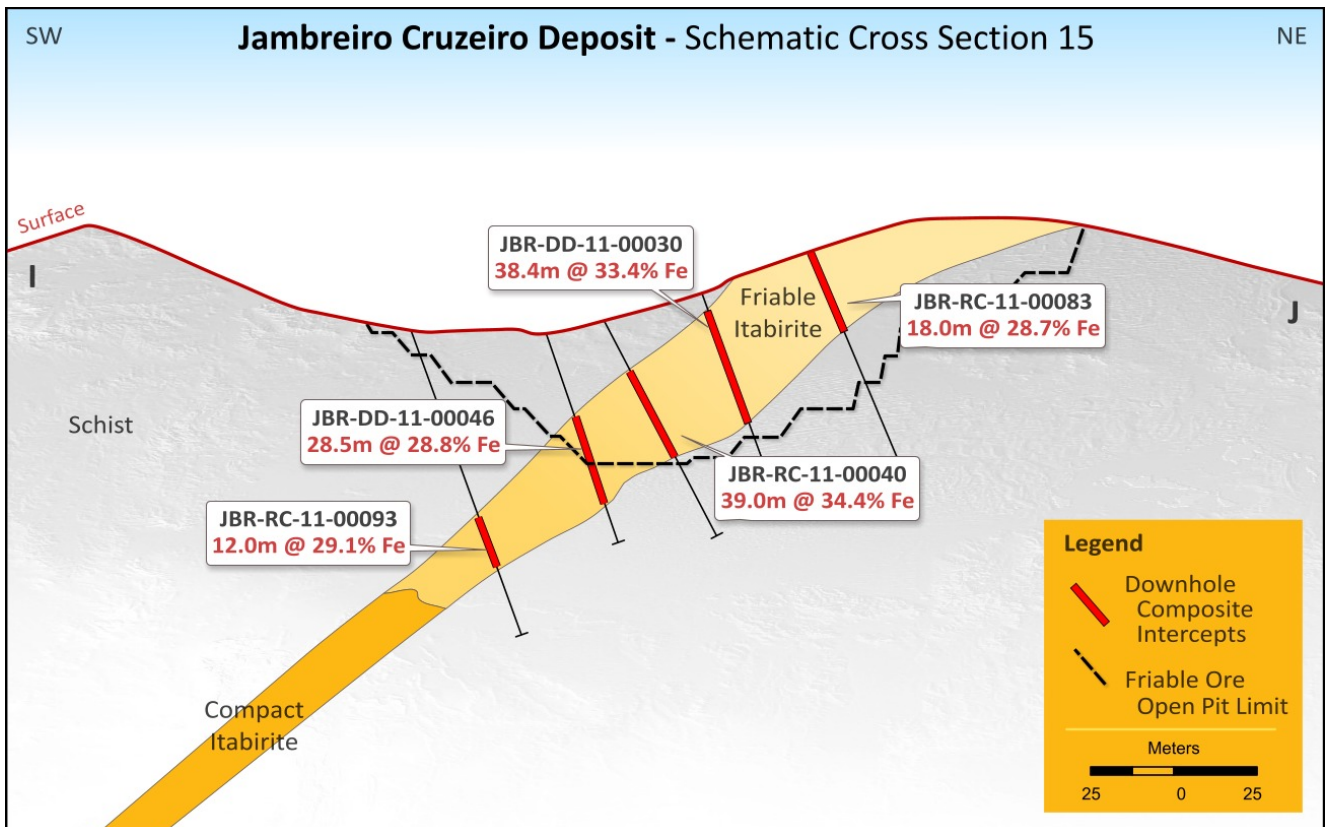 SW
Jambreiro Cruzeiro Deposit - Schematic Cross Section 15
NE
Surface
I
JBR-DD-11-00030
38.4m @ 33.4% Fe
Friable
Itabirite
JBR-RC-11-00083
18.0m @ 28.7% Fe
J
Schist
JBR-DD-11-00046
28.5m @ 28.8% Fe
JBR-RC-11-00040
39.0m @ 34.4% Fe
JBR-RC-11-00093
12.0m @ 29.1% Fe
Compact
Itabirite
Legend
Downhole
Composite
Intercepts
Friable Ore
Open Pit Limit
Meters
25 0 25